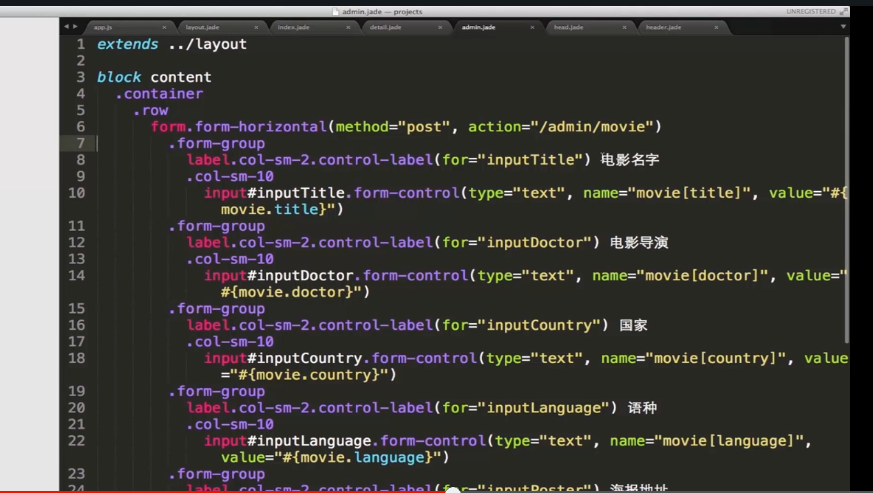 admin.jade — projects
UNREGISTERED
app.js × layout.jade × index.jade × detail.jade × admin.jade × head.jade × header.jade ×
1 extends ../layout
2
3 block content
4 .container
5 .row
6 form.form-horizontal(method="post", action="/admin/movie")
7 .form-group
8 label.col-sm-2.control-label(for="inputTitle") 电影名字
9 .col-sm-10
10 input#inputTitle.form-control(type="text", name="movie[title]", value="#{
movie.title}")
11 .form-group
12 label.col-sm-2.control-label(for="inputDoctor") 电影导演
13 .col-sm-10
14 input#inputDoctor.form-control(type="text", name="movie[doctor]", value="
#{movie.doctor}")
15 .form-group
16 label.col-sm-2.control-label(for="inputCountry") 国家
17 .col-sm-10
18 input#inputCountry.form-control(type="text", name="movie[country]", value
="#{movie.country}")
19 .form-group
20 label.col-sm-2.control-label(for="inputLanguage") 语种
21 .col-sm-10
22 input#inputLanguage.form-control(type="text", name="movie[language]",
value="#{movie.language}")
23 .form-group
24 label.col-sm-2.control-label(for="inputPoster") 海报地址